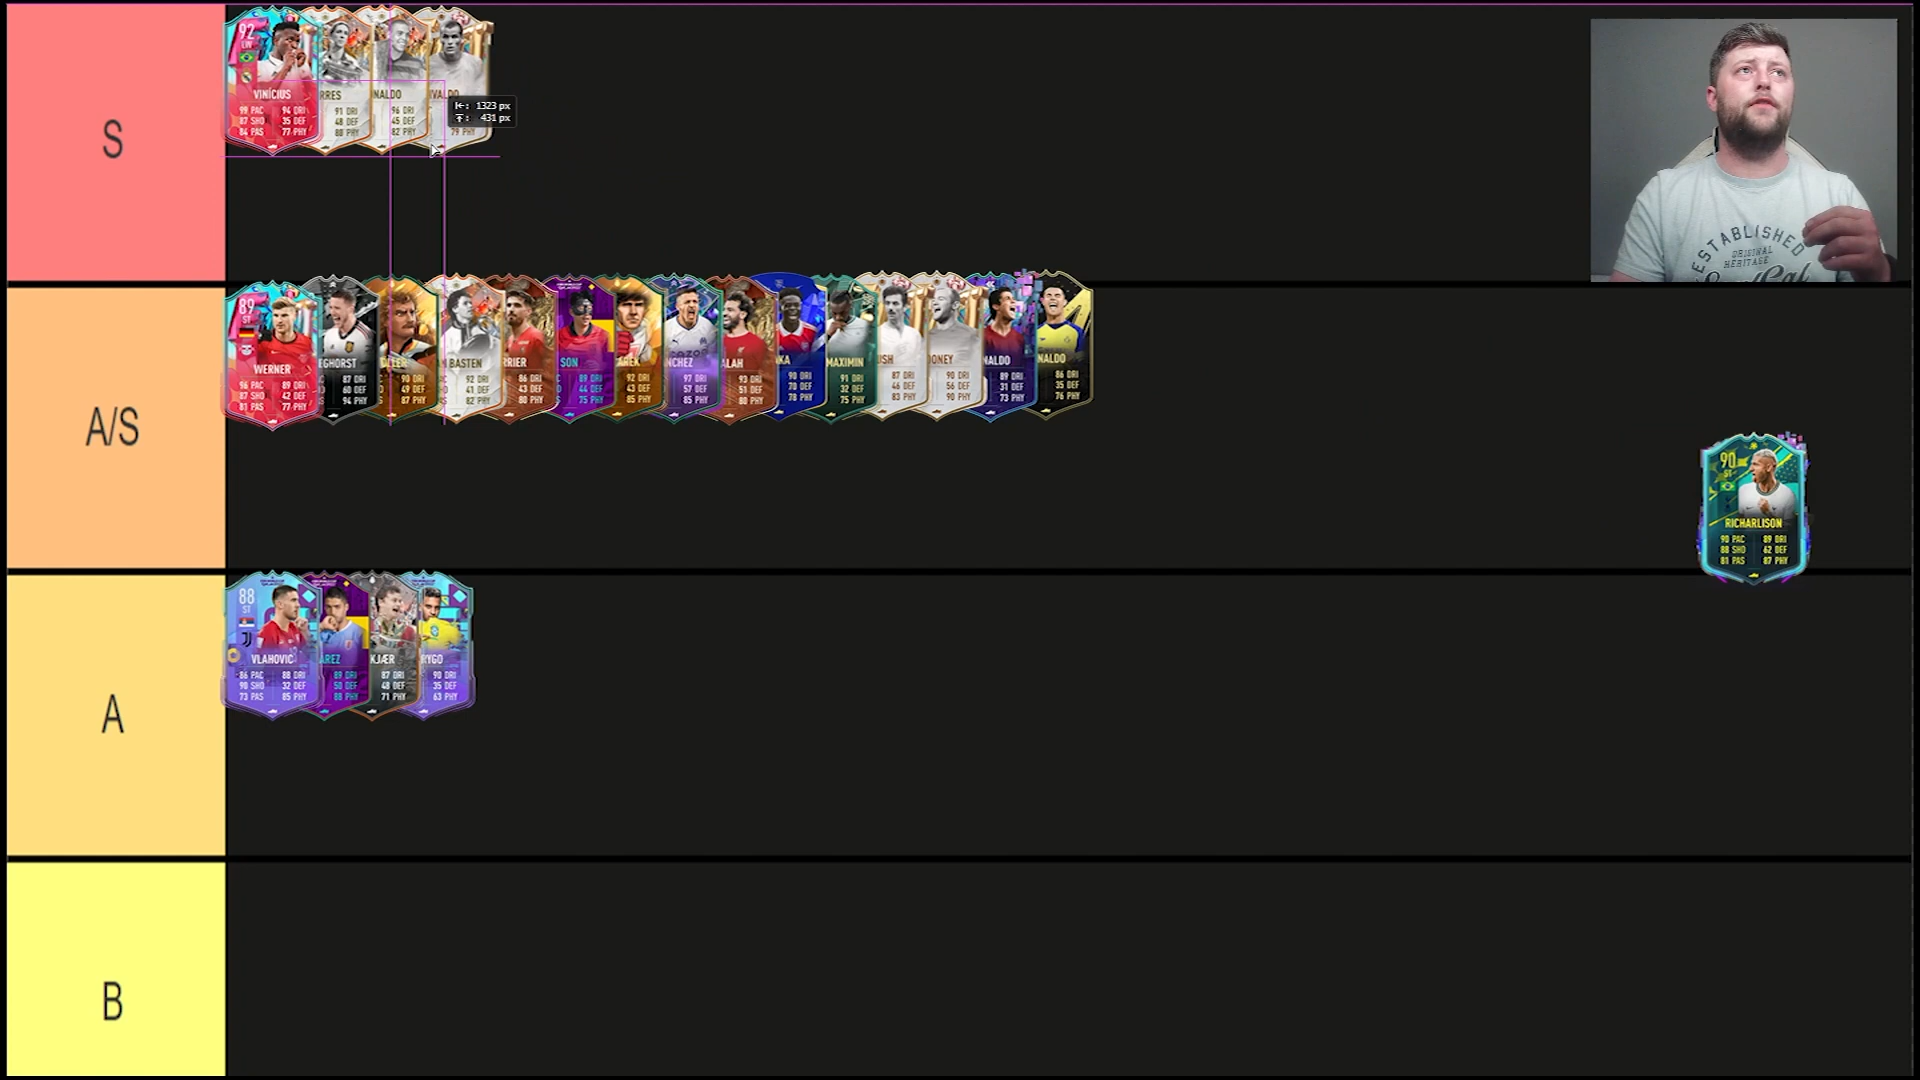 S
92
LIV
VINÍCIUS
99 PAC 94 DRI
87 SHO 35 DEF
84 PAS 77 PHY
RRES
91 DRI
48 DEF
88 PHY
NALDO
96 DRI
45 DEF
82 PHY
IVALDO
79 PHY
1323 px
431 px
ESTABLISHED
ORIGINAL
HERITAGE
A/S
89
ST
WERNER
96 PAC 89 DRI
87 SHO 42 DEF
81 PAS 77 PHY
EGHORST
87 DRI
60 DEF
94 PHY
LLER
90 DRI
49 DEF
87 PHY
N BASTEN
92 DRI
41 DEF
82 PHY
RRIER
86 DRI
43 DEF
80 PHY
SON
89 DRI
44 DEF
75 PHY
AREK
92 DRI
43 DEF
85 PHY
NCHEZ
97 DRI
57 DEF
85 PHY
ALAH
93 DRI
51 DEF
80 PHY
AKA
90 DRI
70 DEF
78 PHY
MAXIMIN
91 DRI
32 DEF
75 PHY
USH
87 DRI
46 DEF
83 PHY
OONEY
90 DRI
56 DEF
90 PHY
NALDO
89 DRI
31 DEF
73 PHY
NALDO
86 DRI
35 DEF
76 PHY
90
ST
RICHARLISON
90 PAC 89 DRI
88 SHO 62 DEF
81 PAS 87 PHY
A
88
ST
VLAHOVIĆ
86 PAC 88 DRI
90 SHO 32 DEF
73 PAS 85 PHY
AREZ
89 DRI
50 DEF
88 PHY
KJÆR
87 DRI
48 DEF
71 PHY
RYGO
90 DRI
35 DEF
63 PHY
B